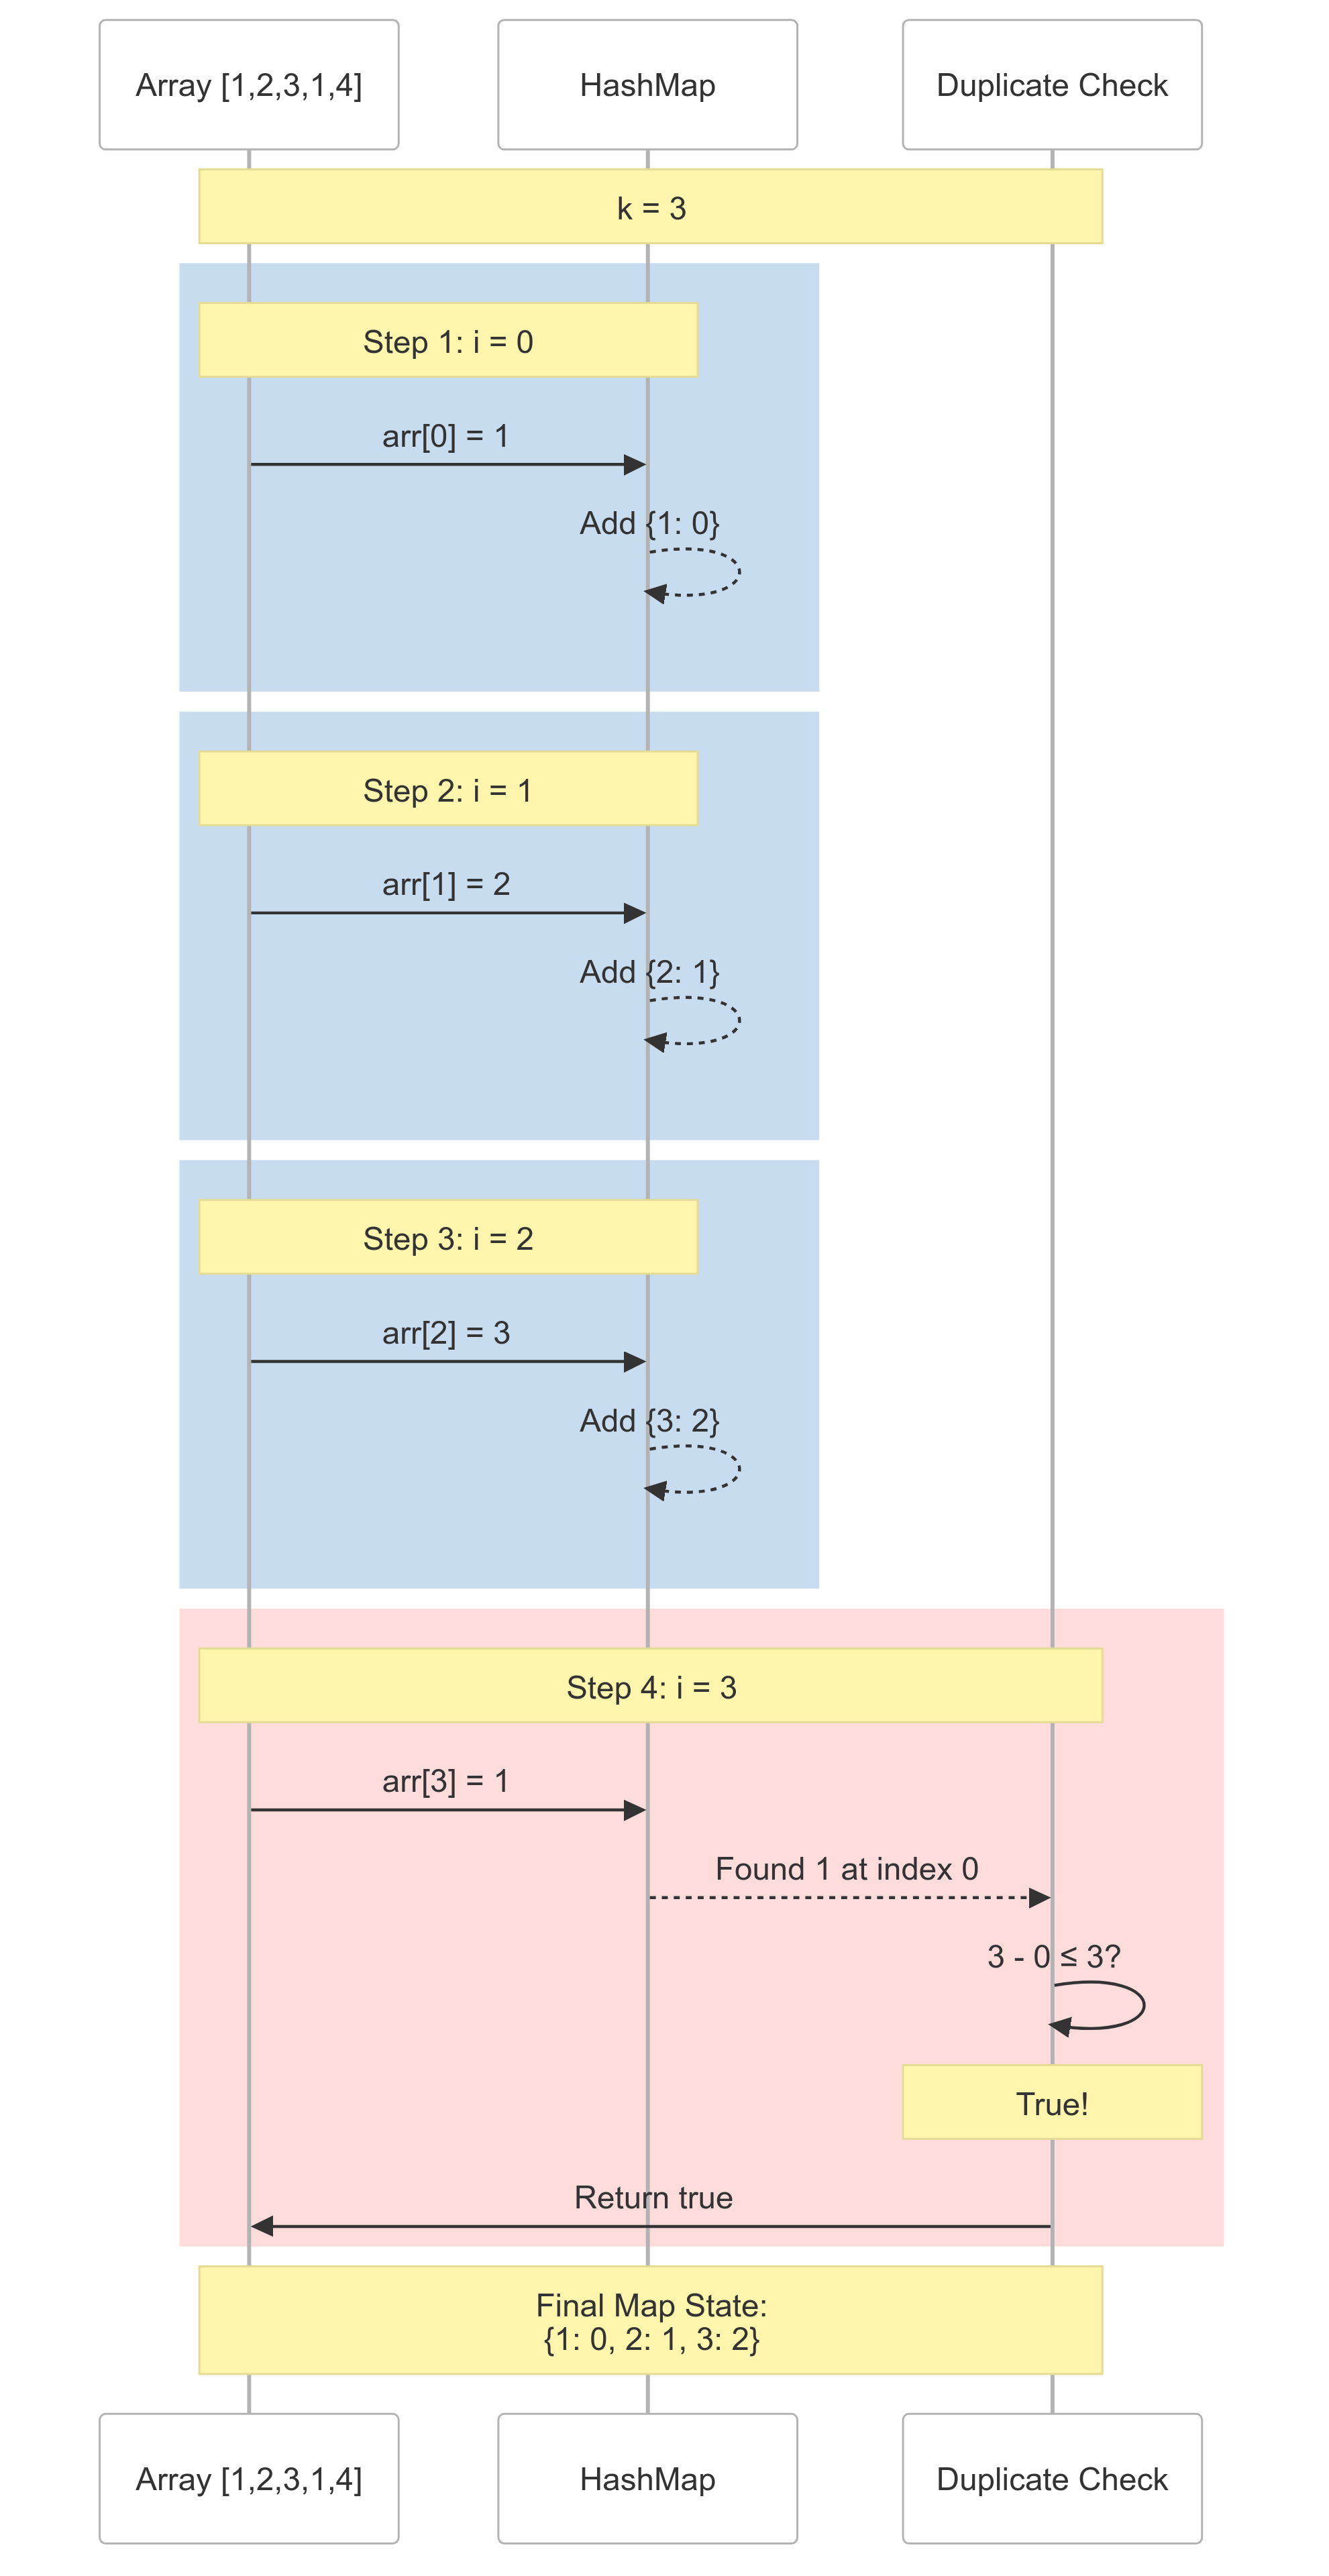 Array [1,2,3,1,4]
HashMap
Duplicate Check
k = 3
Step 1: i = 0
arr[0] = 1
Add {1: 0}
Step 2: i = 1
arr[1] = 2
Add {2: 1}
Step 3: i = 2
arr[2] = 3
Add {3: 2}
Step 4: i = 3
arr[3] = 1
Found 1 at index 0
3 - 0 ≤ 3?
True!
Return true
Final Map State:
{1: 0, 2: 1, 3: 2}
Array [1,2,3,1,4]
HashMap
Duplicate Check